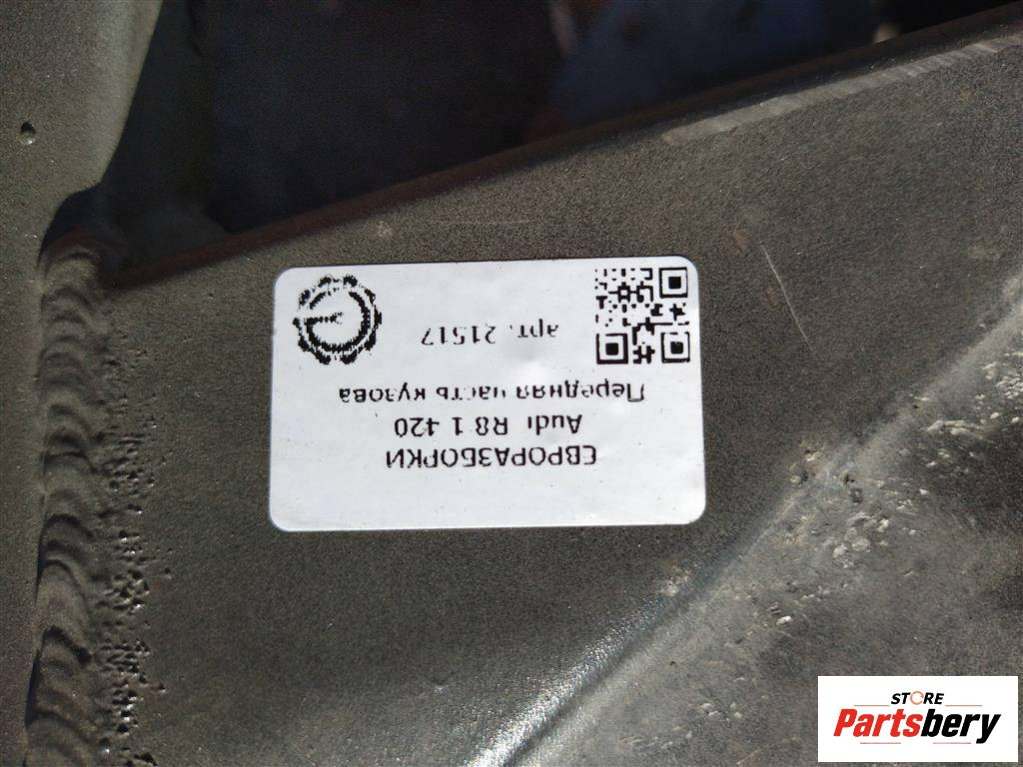 ЕВРОРАЗБОРКИ
Audi R8 1 420
Передняя часть кузова
арт. 21517
STORE
Partsbery